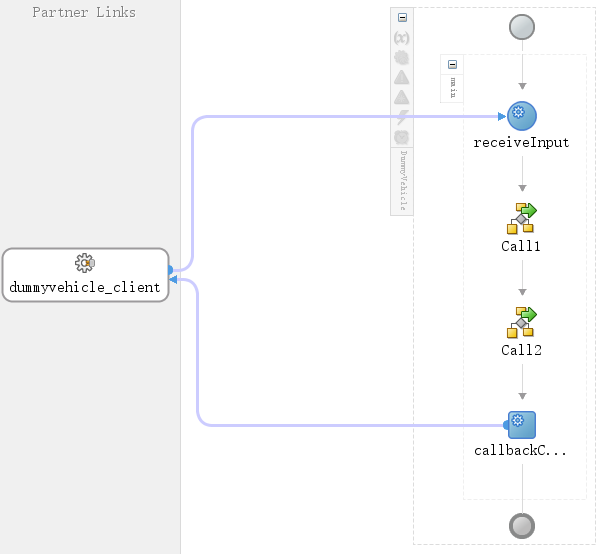 Partner Links
(x)
main
receiveInput
DummyVehicle
Call1
dummyvehicle_client
Call2
callbackC...